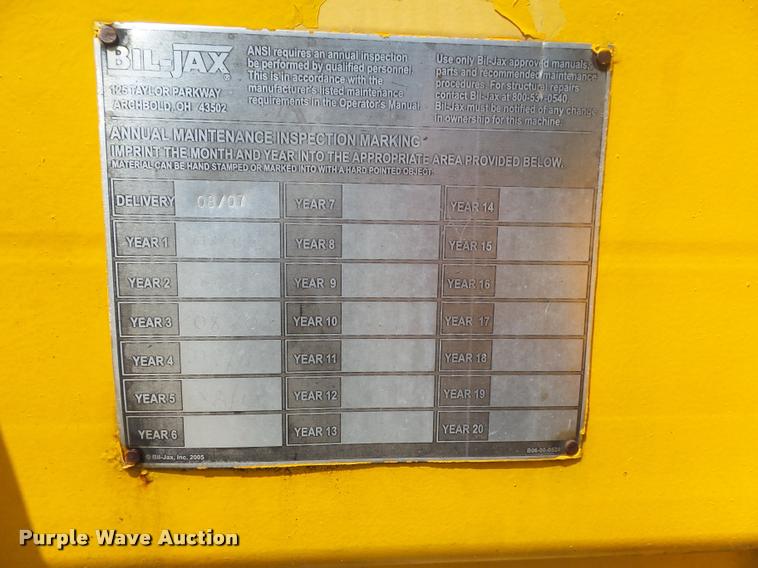 BIL-JAX®
125 TAYLOR PARKWAY
ARCHBOLD, OH 43502
ANSI requires an annual inspection
be performed by qualified personnel.
This is in accordance with the
manufacturer's listed maintenance
requirements in the Operator's Manual.
Use only Bil-Jax approved manuals,
parts and recommended maintenance
procedures. For structural repairs
contact Bil-Jax at 800-537-0540
Bil-Jax must be notified of any change
in ownership for this machine.
ANNUAL MAINTENANCE INSPECTION MARKING
IMPRINT THE MONTH AND YEAR INTO THE APPROPRIATE AREA PROVIDED BELOW.
MATERIAL CAN BE HAND STAMPED OR MARKED INTO WITH A HARD POINTED OBJECT.
DELIVERY 08/07 YEAR 7 YEAR 14
YEAR 1 YEAR 8 YEAR 15
YEAR 2 YEAR 9 YEAR 16
YEAR 3 YEAR 10 YEAR 17
YEAR 4 YEAR 11 YEAR 18
YEAR 5 YEAR 12 YEAR 19
YEAR 6 YEAR 13 YEAR 20
© Bil-Jax, Inc. 2005
Purple Wave Auction